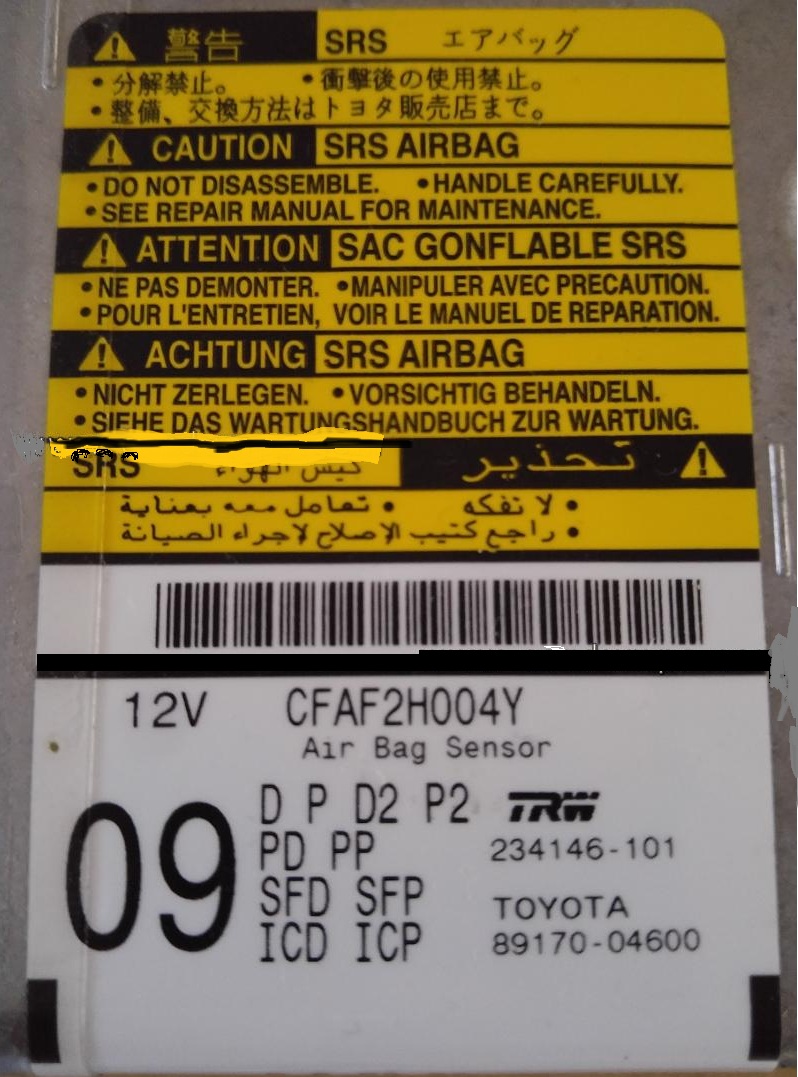 警告 SRS エアバッグ
・分解禁止。 ・衝撃後の使用禁止。
・整備、交換方法はトヨタ販売店まで。
CAUTION SRS AIRBAG
•DO NOT DISASSEMBLE. •HANDLE CAREFULLY.
•SEE REPAIR MANUAL FOR MAINTENANCE.
ATTENTION SAC GONFLABLE SRS
•NE PAS DEMONTER. •MANIPULER AVEC PRECAUTION.
•POUR L'ENTRETIEN, VOIR LE MANUEL DE REPARATION.
ACHTUNG SRS AIRBAG
•NICHT ZERLEGEN. •VORSICHTIG BEHANDELN.
•SIEHE DAS WARTUNGSHANDBUCH ZUR WARTUNG.
تحذير كيس الهواء SRS
• لا تفكه • تعامل معه بعناية
• راجع كتيب الإصلاح لاجراء الصيانة
12V CFAF2H004Y
Air Bag Sensor
09
D P D2 P2 TRW
PD PP 234146-101
SFD SFP TOYOTA
ICD ICP 89170-04600